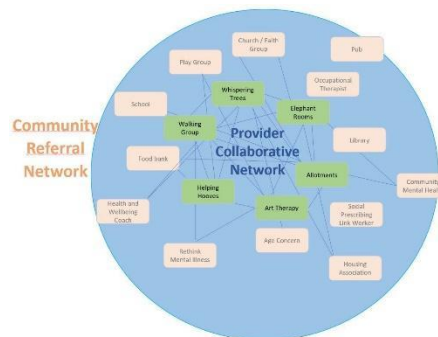 Church / Faith
Group
Pub
Play Group
Whispering
Trees
Occupational
Therapist
School
Elephant
Rooms
Community
Referral
Network
Walking
Group
Provider
Collaborative
Network
Library
Food bank
Allotments
Community
Mental Heal
Helping
Hooves
Art Therapy
Social
Prescribing
Link Worker
Health and
Wellbeing
Coach
Age Concern
Rethink
Mental Illness
Housing
Association